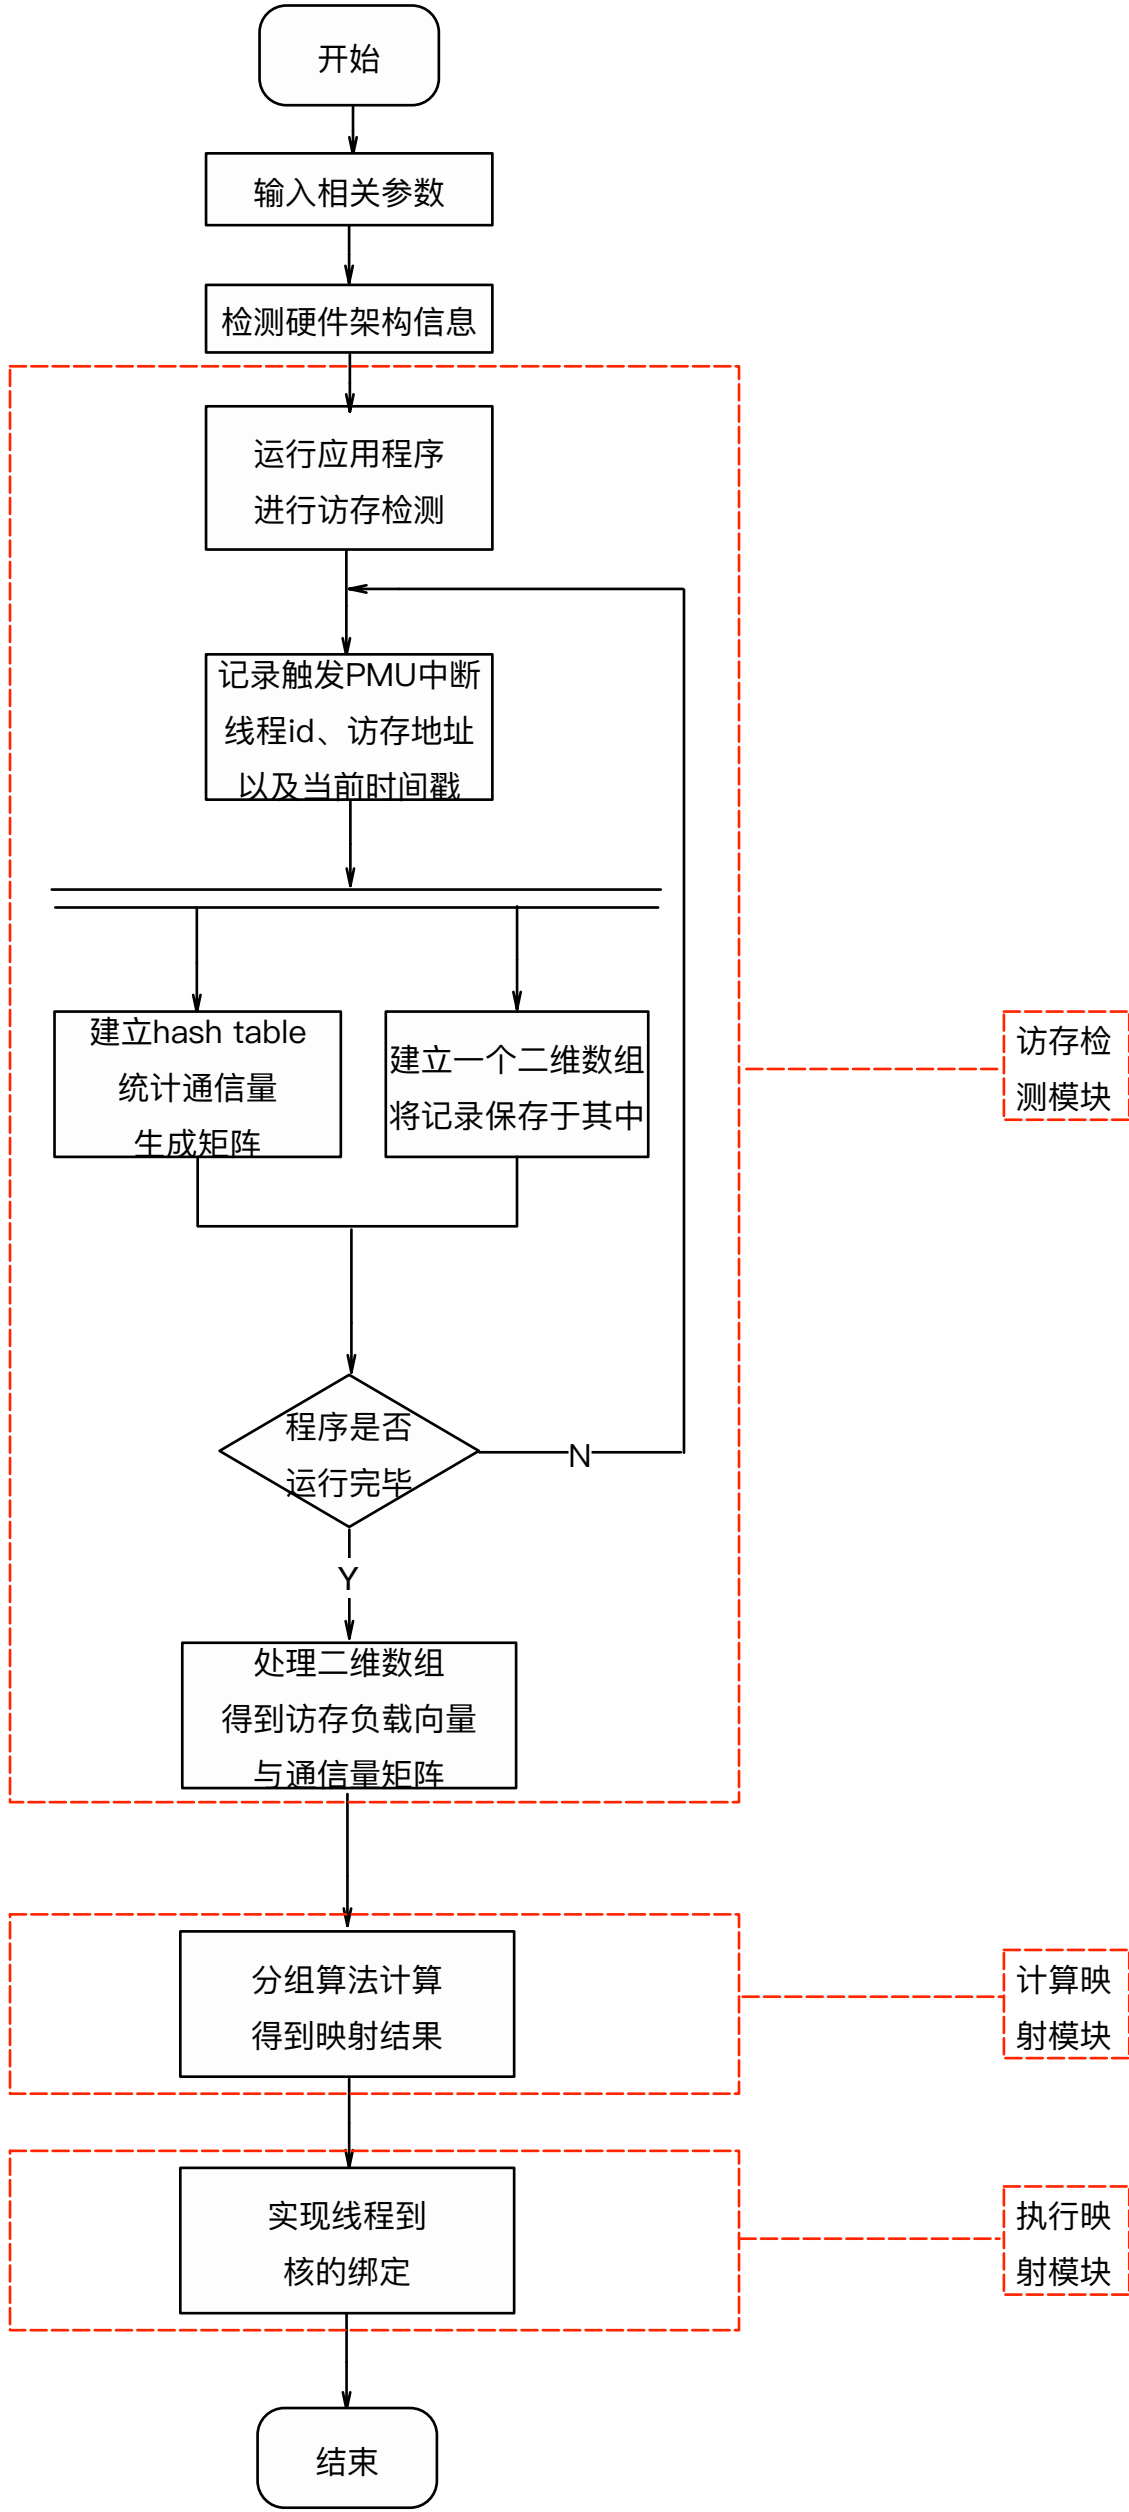 开始
输入相关参数
检测硬件架构信息
运行应用程序
进行访存检测
记录触发PMU中断
线程id、访存地址
以及当前时间戳
建立hash table
统计通信量
生成矩阵
建立一个二维数组
将记录保存于其中
访存检
测模块
程序是否
运行完毕
N
Y
处理二维数组
得到访存负载向量
与通信量矩阵
分组算法计算
得到映射结果
计算映
射模块
实现线程到
核的绑定
执行映
射模块
结束